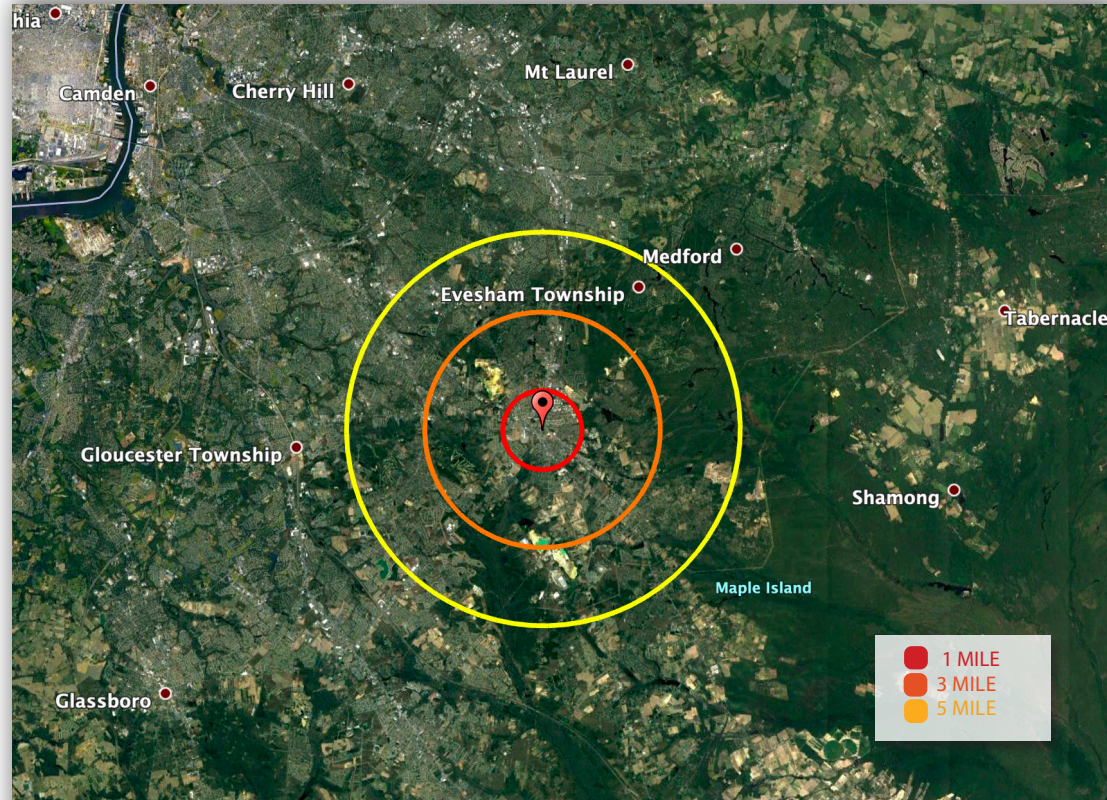 hia
Camden
Cherry Hill
Mt Laurel
Medford
Evesham Township
Tabernacle
Gloucester Township
Shamong
Maple Island
Glassboro
1 MILE
3 MILE
5 MILE